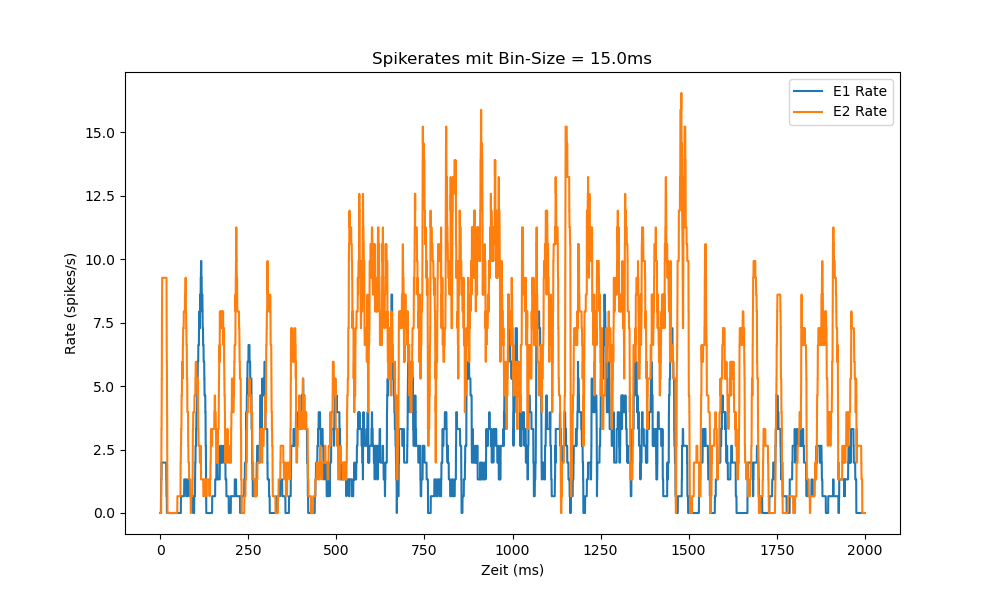 Spikerates mit Bin-Size = 15.0ms
E1 Rate
E2 Rate
Rate (spikes/s)
15.0
12.5
10.0
7.5
5.0
2.5
0.0
0 250 500 750 1000 1250 1500 1750 2000
Zeit (ms)